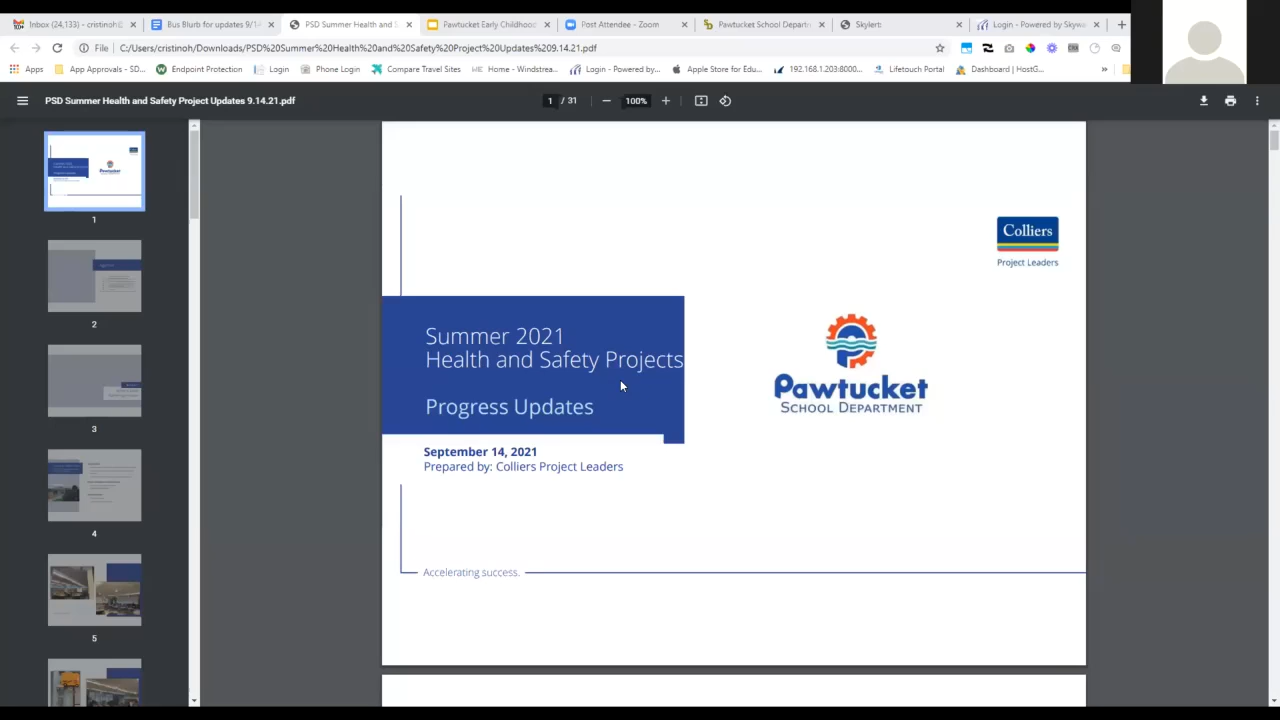 Inbox (24,133) - cristinoh@
Bus Blurb for updates 9/14
PSD Summer Health and S
Pawtucket Early Childhood
Post Attendee - Zoom
Pawtucket School Departm
Skylert:
Login - Powered by Skywa
File
C:/Users/cristinoh/Downloads/PSD%20Summer%20Health%20and%20Safety%20Project%20Updates%209.14.21.pdf
Apps
App Approvals - SD...
Endpoint Protection
Login
Phone Login
Compare Travel Sites
Home - Windstrea...
Login - Powered by...
Apple Store for Edu...
192.168.1.203:8000...
Lifetouch Portal
Dashboard | HostG...
»
PSD Summer Health and Safety Project Updates 9.14.21.pdf
1 / 31
100%
1
2
3
4
5
Colliers
Project Leaders
Summer 2021
Health and Safety Projects
Progress Updates
Pawtucket
SCHOOL DEPARTMENT
September 14, 2021
Prepared by: Colliers Project Leaders
Accelerating success.